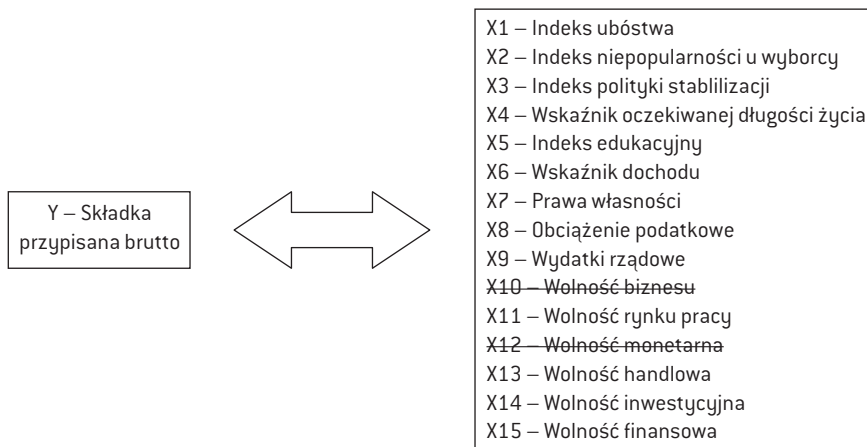 Y – Składka
przypisana brutto
X1 – Indeks ubóstwa
X2 – Indeks niepopularności u wyborcy
X3 – Indeks polityki stablilizacji
X4 – Wskaźnik oczekiwanej długości życia
X5 – Indeks edukacyjny
X6 – Wskaźnik dochodu
X7 – Prawa własności
X8 – Obciążenie podatkowe
X9 – Wydatki rządowe
X10 – Wolność biznesu
X11 – Wolność rynku pracy
X12 – Wolność monetarna
X13 – Wolność handlowa
X14 – Wolność inwestycyjna
X15 – Wolność finansowa